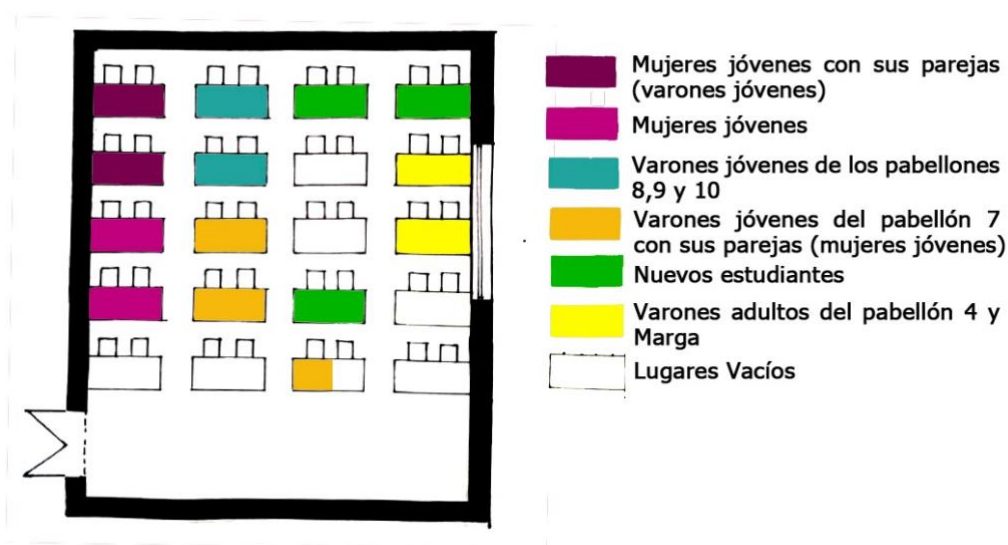 Mujeres jóvenes con sus parejas
(varones jóvenes)
Mujeres jóvenes
Varones jóvenes de los pabellones
8,9 y 10
Varones jóvenes del pabellón 7
con sus parejas (mujeres jóvenes)
Nuevos estudiantes
Varones adultos del pabellón 4 y
Marga
Lugares Vacíos